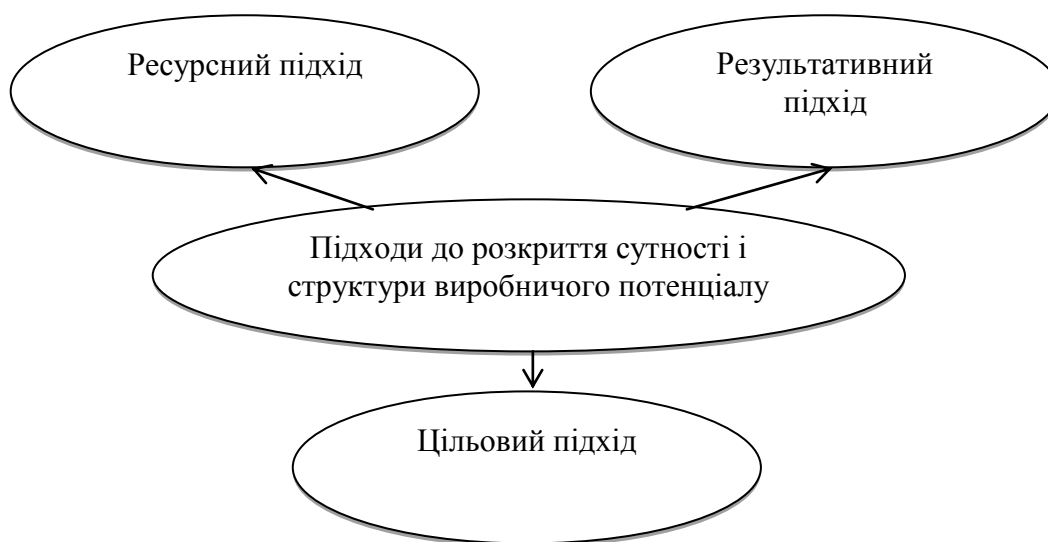 Ресурсний підхід
Результативний
підхід
Підходи до розкриття сутності і
структури виробничого потенціалу
Цільовий підхід